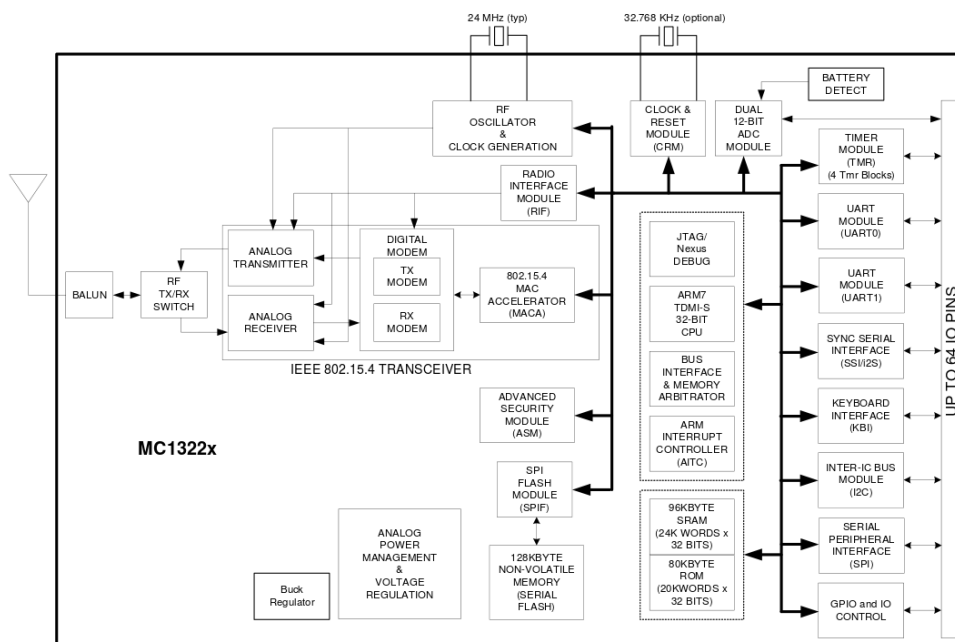 24 MHz (typ)
32.768 KHz (optional)
BATTERY
DETECT
RF
OSCILLATOR
&
CLOCK GENERATION
CLOCK &
RESET
MODULE
(CRM)
DUAL
12-BIT
ADC
MODULE
TIMER
MODULE
(TMR)
(4 Tmr Blocks)
RADIO
INTERFACE
MODULE
(RIF)
UART
MODULE
(UART0)
JTAG/
Nexus
DEBUG
ANALOG
TRANSMITTER
DIGITAL
MODEM
TX
MODEM
RX
MODEM
802.15.4
MAC
ACCELERATOR
(MACA)
BALUN
RF
TX/RX
SWITCH
ANALOG
RECEIVER
IEEE 802.15.4 TRANSCEIVER
UART
MODULE
(UART1)
ARM7
TDMI-S
32-BIT
CPU
SYNC SERIAL
INTERFACE
(SSI/i2S)
BUS
INTERFACE
& MEMORY
ARBITRATOR
UP TO 64 IO PINS
ADVANCED
SECURITY
MODULE
(ASM)
KEYBOARD
INTERFACE
(KBI)
ARM
INTERRUPT
CONTROLLER
(AITC)
MC1322x
SPI
FLASH
MODULE
(SPIF)
INTER-IC BUS
MODULE
(I2C)
96KBYTE
SRAM
(24K WORDS x
32 BITS)
SERIAL
PERIPHERAL
INTERFACE
(SPI)
ANALOG
POWER
MANAGEMENT
&
VOLTAGE
REGULATION
128KBYTE
NON-VOLATILE
MEMORY
(SERIAL
FLASH)
80KBYTE
ROM
(20KWORDS x
32 BITS)
Buck
Regulator
GPIO and IO
CONTROL